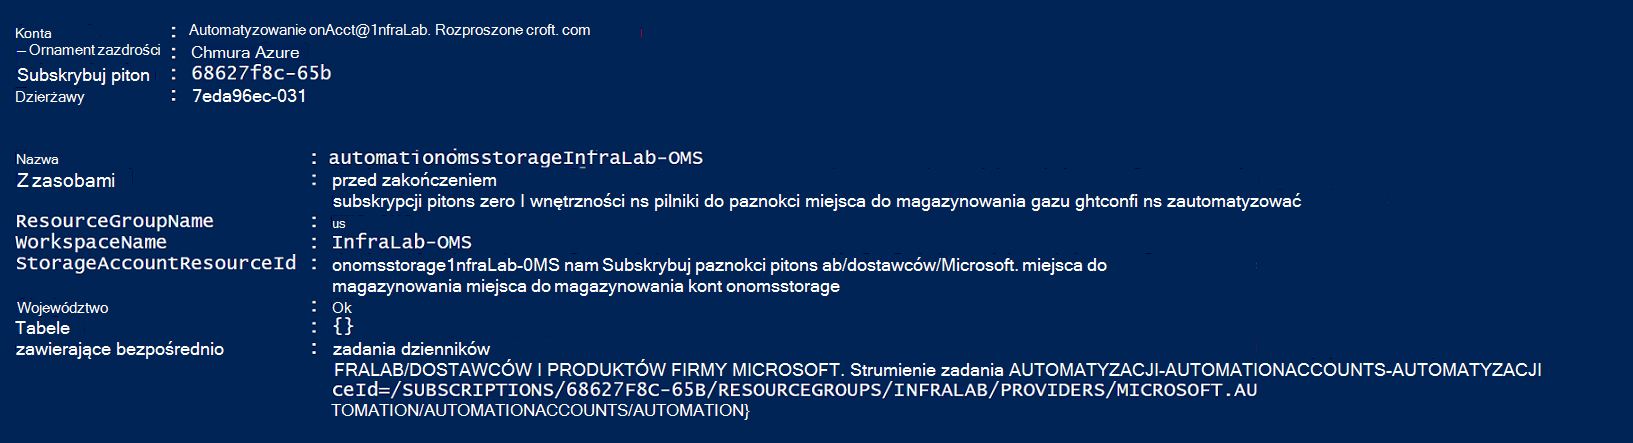 Konta : Automatyzowanie onAcct@1nfraLab. Rozproszone croft. com
– Ornament zazdrości : Chmura Azure
Subskrybuj piton : 68627f8c-65b
Dzierżawy : 7eda96ec-031
Nazwa : automationomsstorageInfraLab-OMS
Z zasobami : przed zakończeniem
subskrypcji pitons zero I wnętrzności ns pilniki do paznokci miejsca do magazynowania gazu ghtconfi ns zautomatyzować
ResourceGroupName : us
WorkspaceName : InfraLab-OMS
StorageAccountResourceId : onomsstorage1nfraLab-0MS nam Subskrybuj paznokci pitons ab/dostawców/Microsoft. miejsca do
magazynowania miejsca do magazynowania kont onomsstorage
Województwo : Ok
Tabele : {}
zawierające bezpośrednio : zadania dzienników
FRALAB/DOSTAWCÓW I PRODUKTÓW FIRMY MICROSOFT. Strumienie zadania AUTOMATYZACJI-AUTOMATIONACCOUNTS-AUTOMATYZACJI
ceId=/SUBSCRIPTIONS/68627F8C-65B/RESOURCEGROUPS/INFRALAB/PROVIDERS/MICROSOFT.AU
TOMATION/AUTOMATIONACCOUNTS/AUTOMATION}